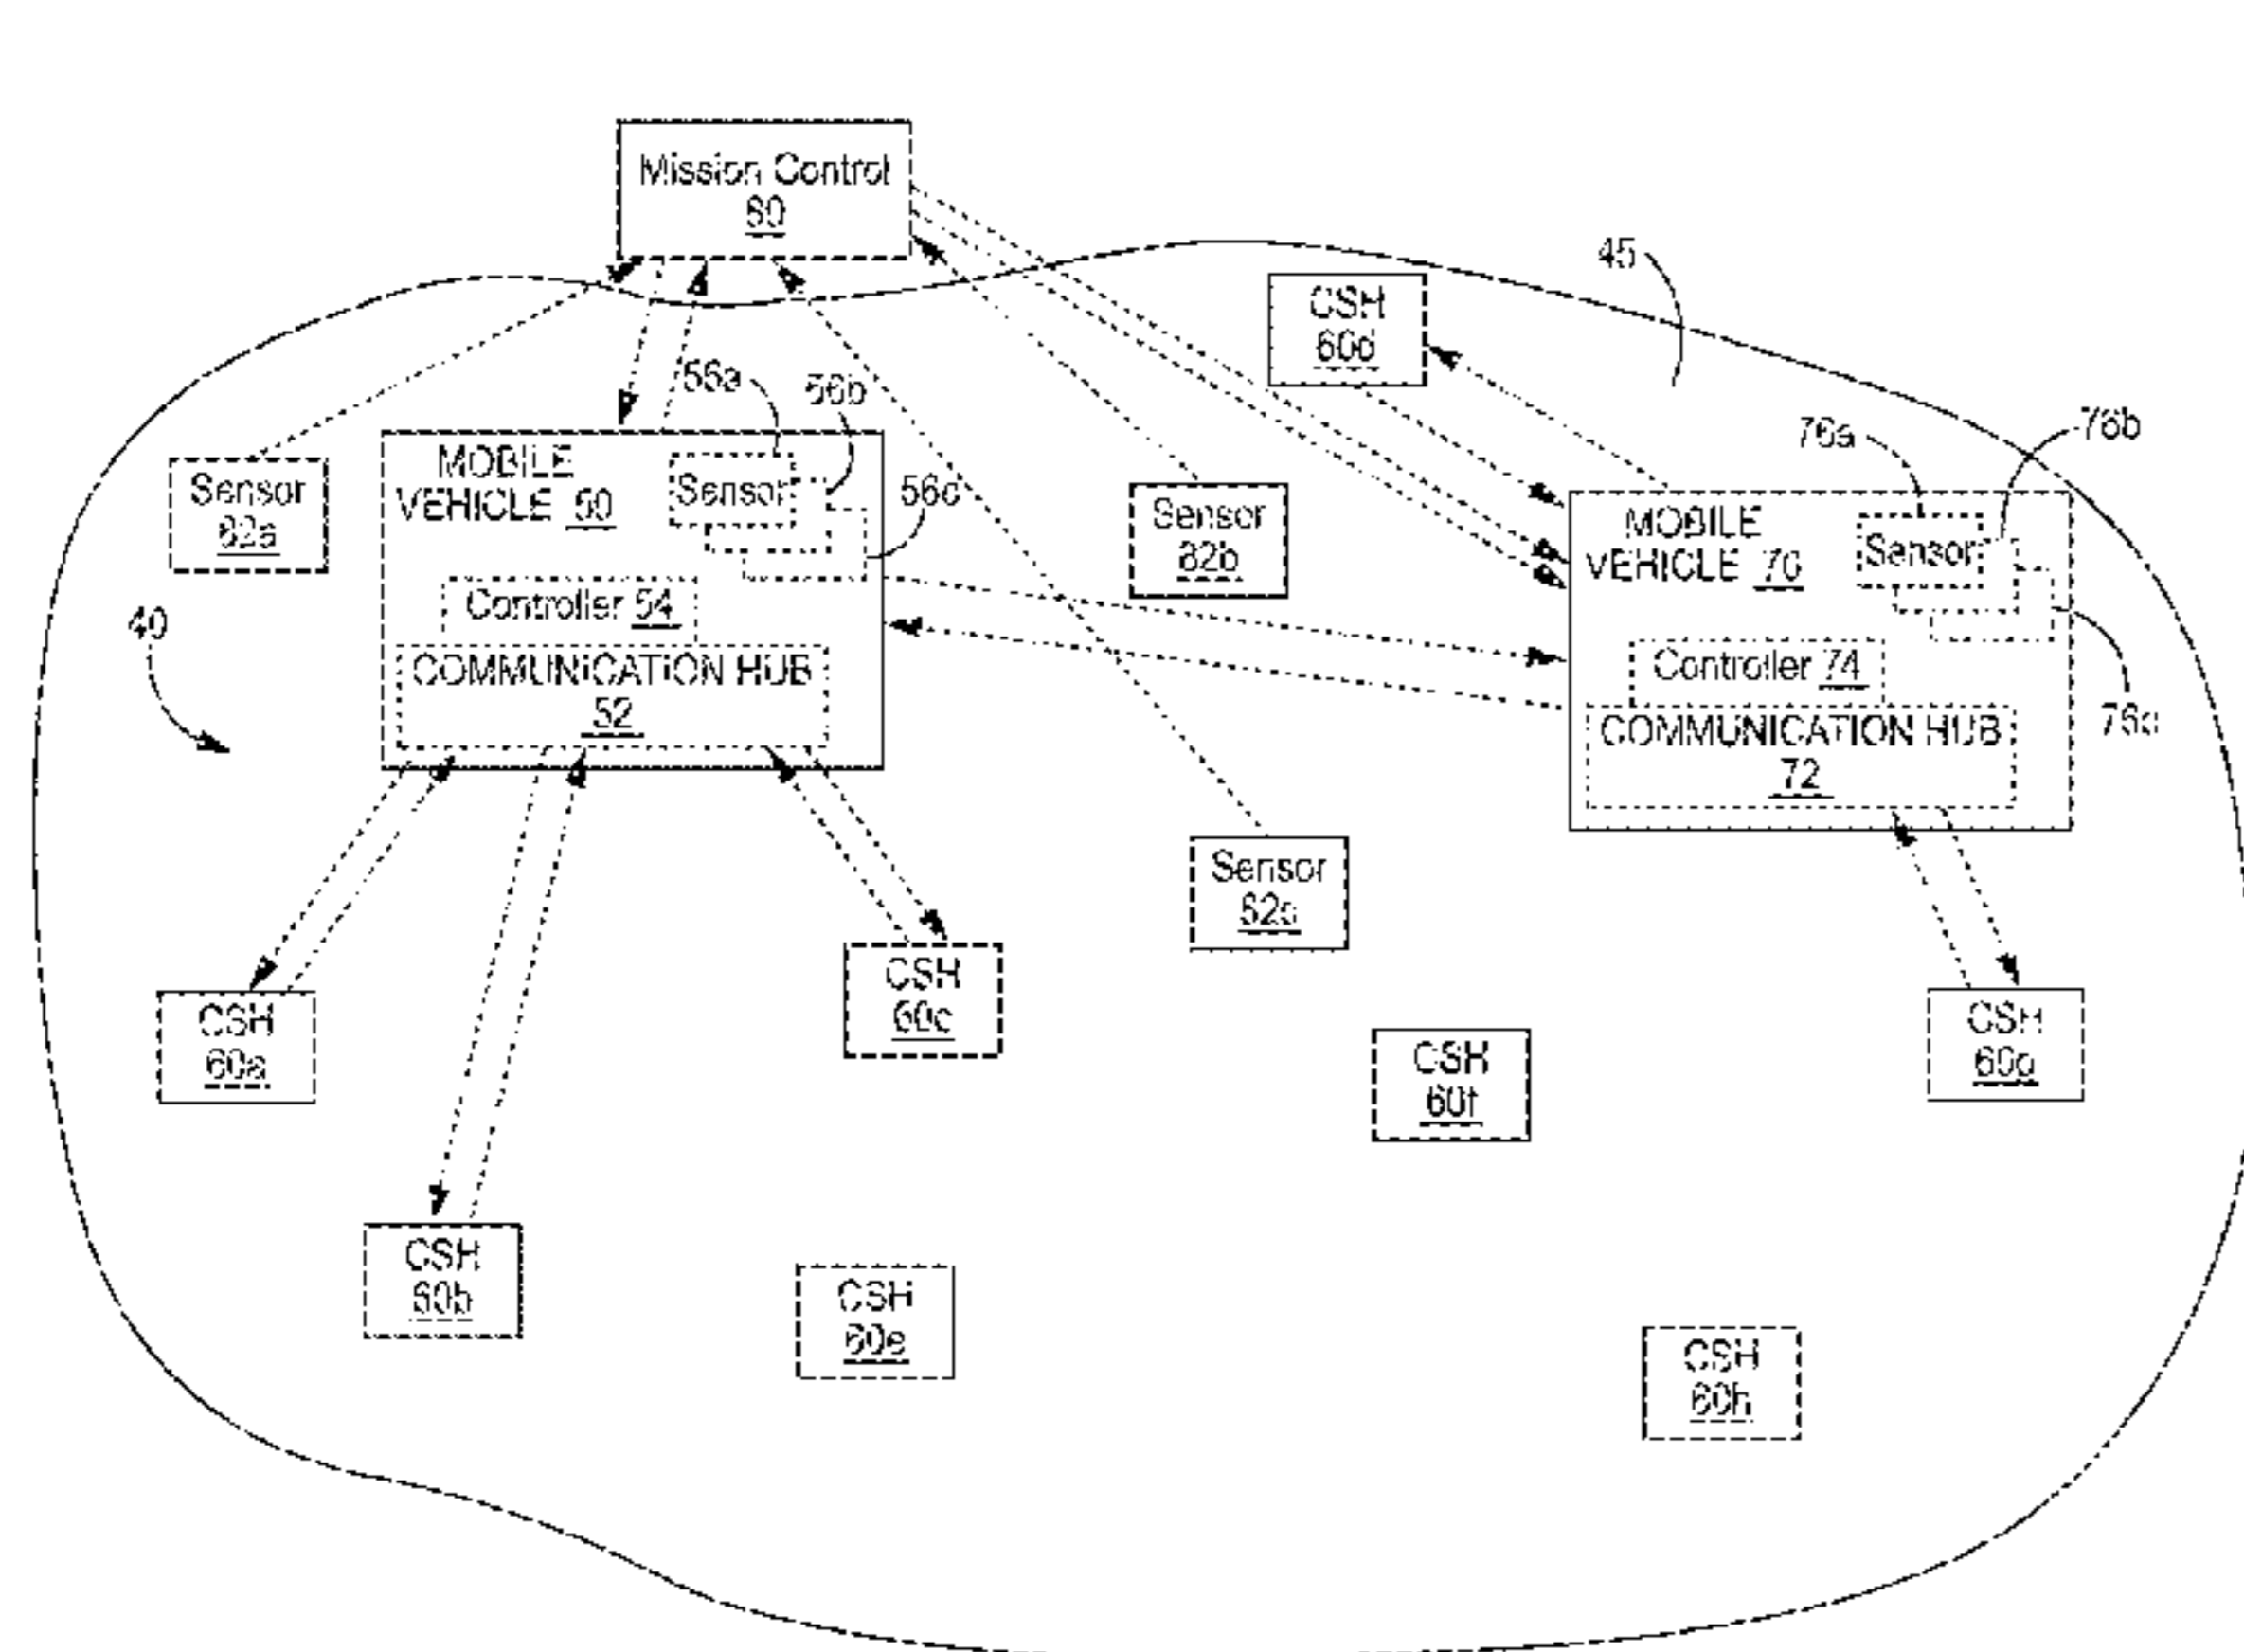 Mission Control
80
45
CSH
60d
56a
56b
76a
76b
MOBILE
VEHICLE 50
Sensor
56c
Sensor
82a
Sensor
82b
MOBILE
VEHICLE 70
Sensor
40
Controller 54
COMMUNICATION HUB
52
Controller 74
76c
COMMUNICATION HUB
72
Sensor
82c
CSH
60c
CSH
60a
CSH
60f
CSH
60g
CSH
60b
CSH
60e
CSH
60h